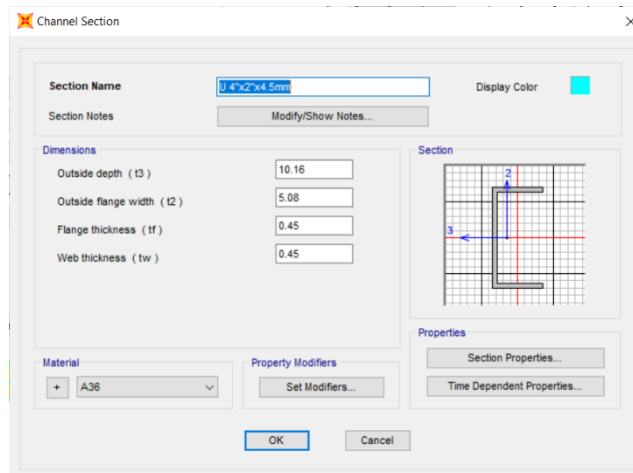 Channel Section
Section Name
U 4"x2"x4.5mm
Display Color
Section Notes
Modify/Show Notes...
Dimensions
Outside depth ( t3 )
10.16
Outside flange width ( t2 )
5.08
Flange thickness ( tf )
0.45
Web thickness ( tw )
0.45
Section
2
3
Properties
Section Properties...
Time Dependent Properties...
Material
+
A36
Property Modifiers
Set Modifiers...
OK
Cancel